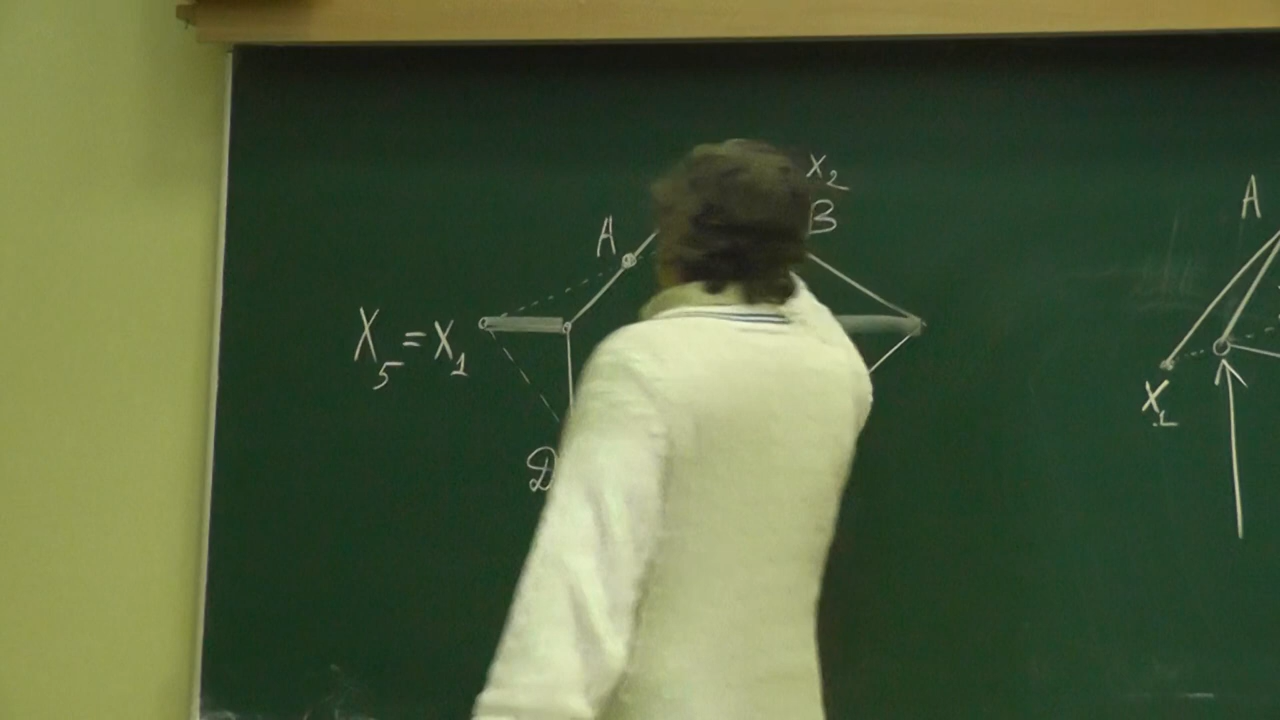 X₂
A
B
A
X₅ = X₁
X₁
D